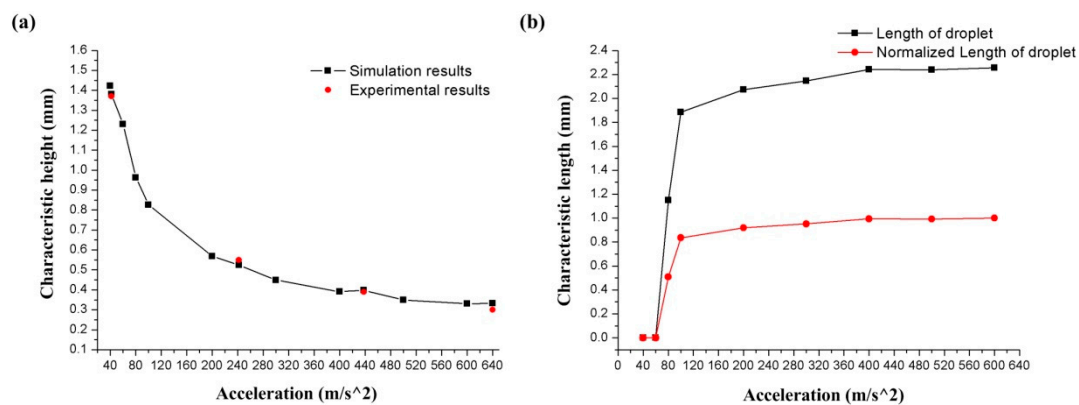 (a)
Simulation results
Experimental results
Characteristic height (mm)
1.6
1.5
1.4
1.3
1.2
1.1
1.0
0.9
0.8
0.7
0.6
0.5
0.4
0.3
0.2
0.1
40 80 120 160 200 240 280 320 360 400 440 480 520 560 600 640
Acceleration (m/s^2)
(b)
Length of droplet
Normalized Length of droplet
Characteristic length (mm)
2.4
2.2
2.0
1.8
1.6
1.4
1.2
1.0
0.8
0.6
0.4
0.2
0.0
0 40 80 120 160 200 240 280 320 360 400 440 480 520 560 600 640
Acceleration (m/s^2)